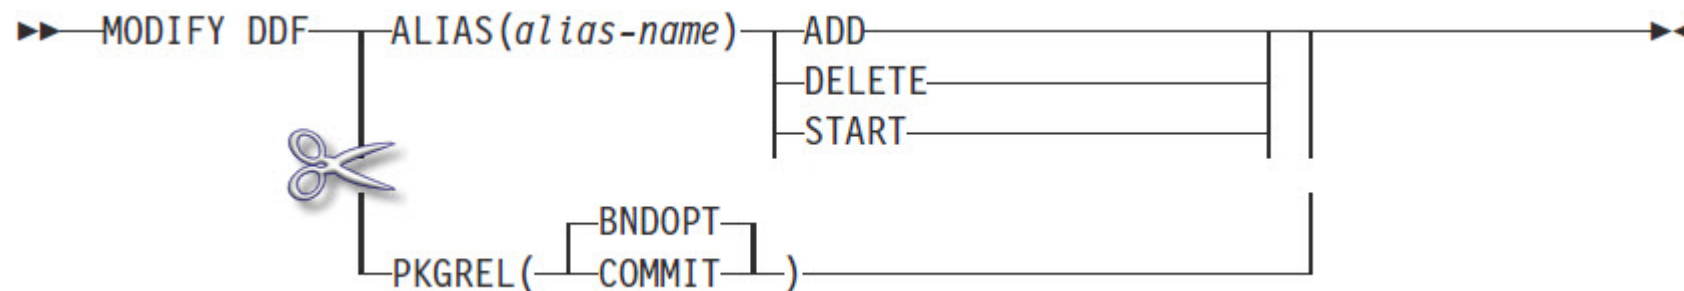 MODIFY DDF ALIAS(alias-name) ADD
DELETE
START
BNDOPT
PKGREL( COMMIT )